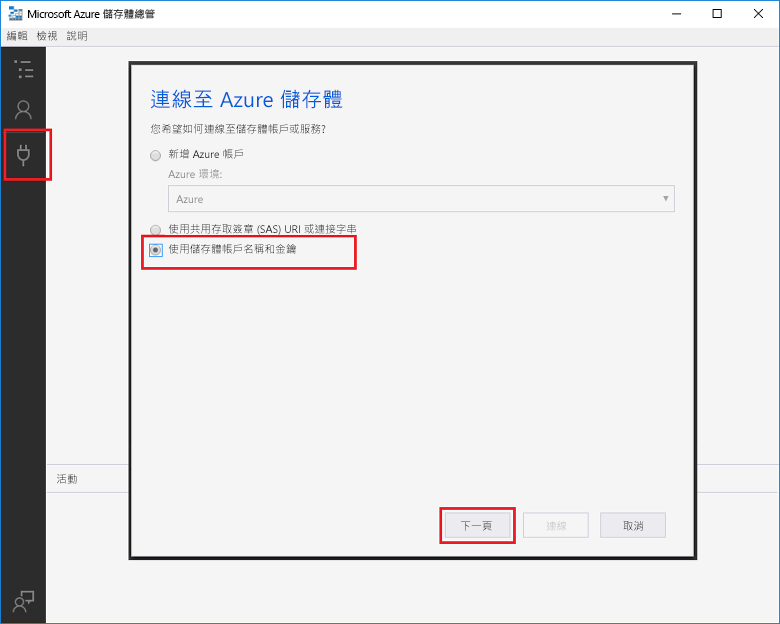 Microsoft Azure 儲存體總管
編輯 檢視 說明
連線至 Azure 儲存體
您希望如何連線至儲存體帳戶或服務?
新增 Azure 帳戶
Azure 環境:
Azure
使用共用存取簽章 (SAS) URI 或連接字串
使用儲存體帳戶名稱和金鑰
活動
下一頁 連線 取消